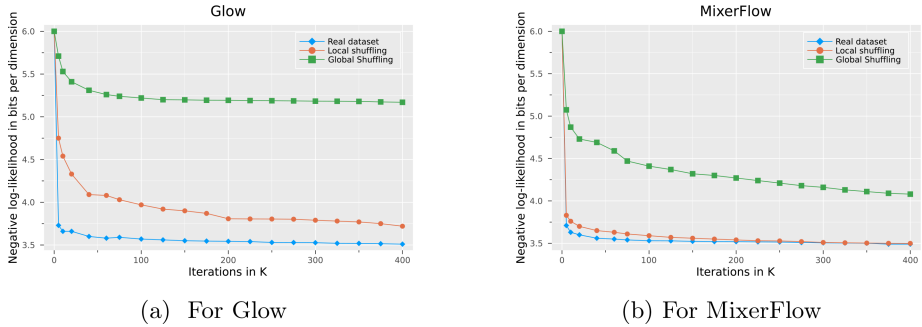 Glow
Negative log-likelihood in bits per dimension
6.0
5.5
5.0
4.5
4.0
3.5
Real dataset
Local shuffling
Global Shuffling
0 100 200 300 400
Iterations in K
(a) For Glow
MixerFlow
Negative log-likelihood in bits per dimension
6.0
5.5
5.0
4.5
4.0
3.5
Real dataset
Local shuffling
Global Shuffling
0 100 200 300 400
Iterations in K
(b) For MixerFlow